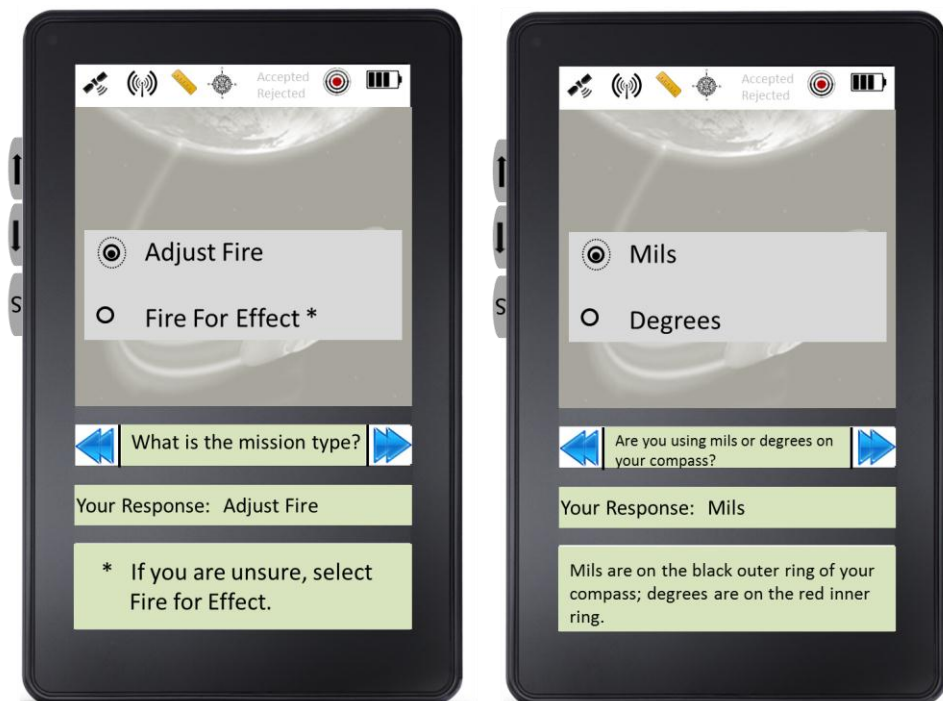 Accepted
Rejected
↑
↓
S
Adjust Fire
Fire For Effect *
What is the mission type?
Your Response: Adjust Fire
* If you are unsure, select
Fire for Effect.
Accepted
Rejected
↑
↓
S
Mils
Degrees
Are you using mils or degrees on
your compass?
Your Response: Mils
Mils are on the black outer ring of your
compass; degrees are on the red inner
ring.